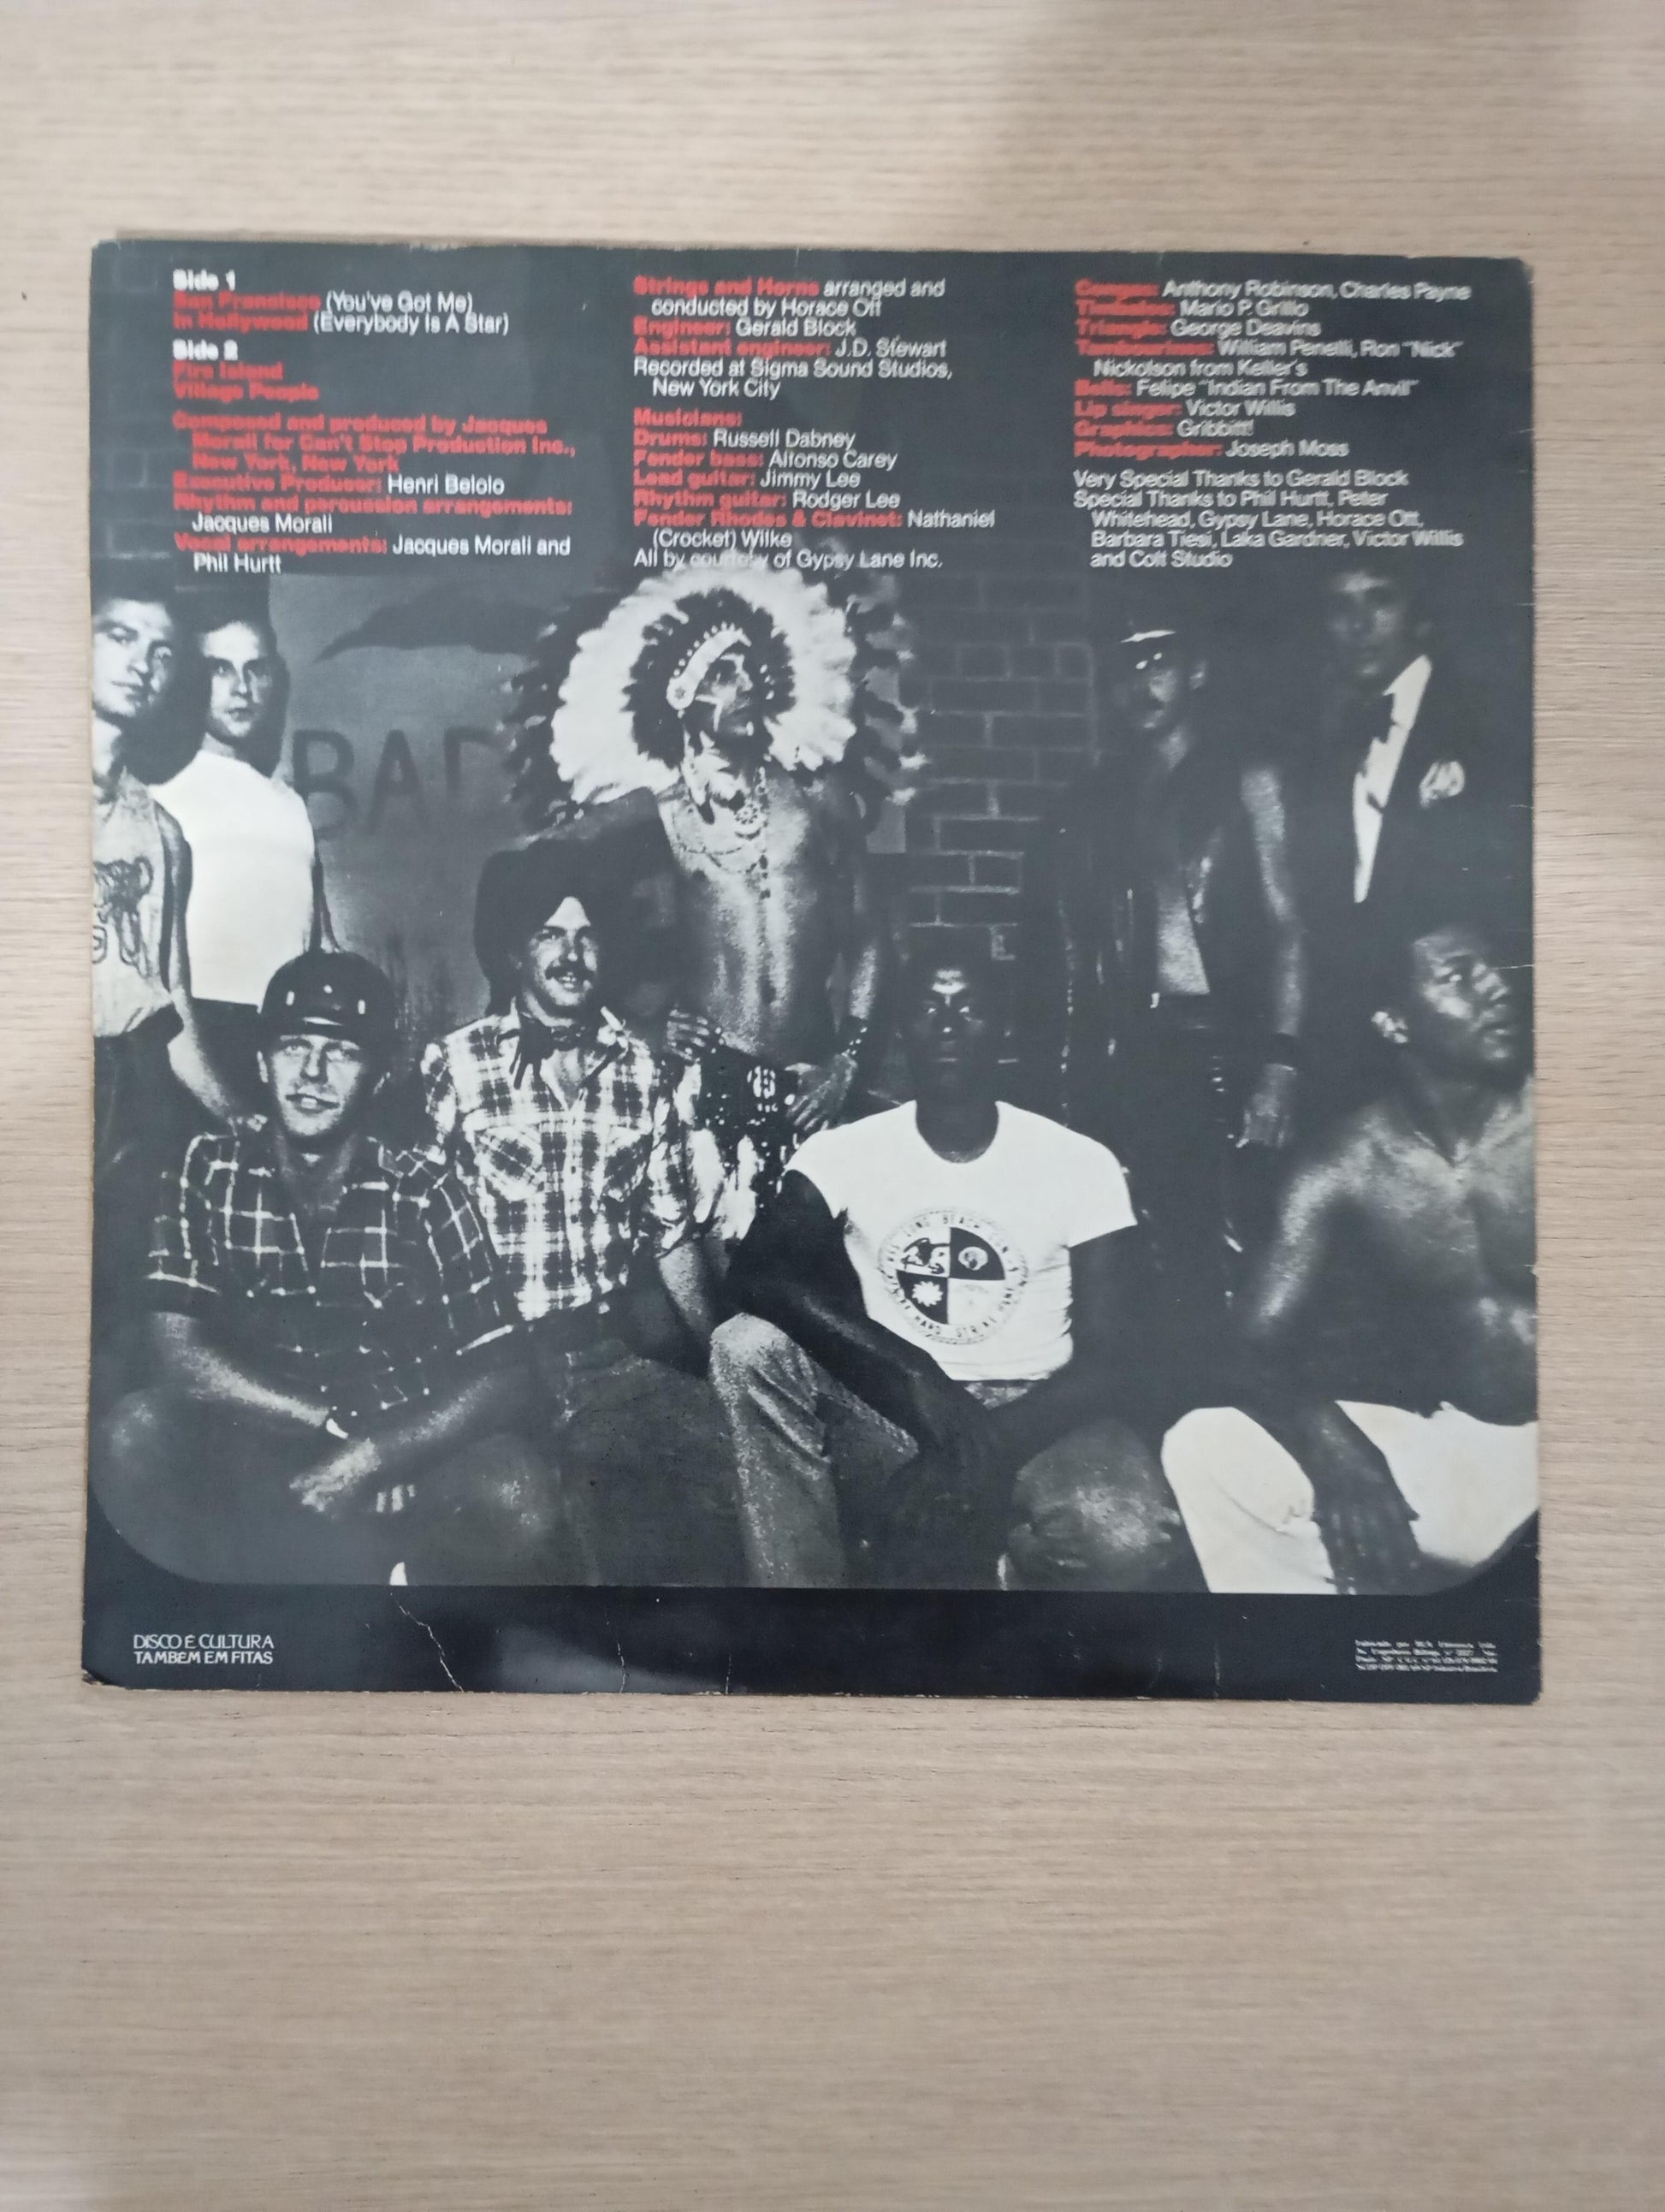 Side 1
San Francisco (You've Got Me)
In Hollywood (Everybody Is A Star)
Side 2
Fire Island
Village People
Composed and produced by Jacques
Morali for Can't Stop Production Inc.,
New York, New York
Executive Producer: Henri Belolo
Rhythm and percussion arrangements:
Jacques Morali
Vocal arrangements: Jacques Morali and
Phil Hurtt
Strings and Horns arranged and
conducted by Horace Ott
Engineer: Gerald Block
Assistant engineer: J.D. Stewart
Recorded at Sigma Sound Studios,
New York City
Musicians:
Drums: Russell Dabney
Fender bass: Alfonso Carey
Lead guitar: Jimmy Lee
Rhythm guitar: Rodger Lee
Fender Rhodes & Clavinet: Nathaniel
(Crocket) Wilke
All by courtesy of Gypsy Lane Inc.
Congas: Anthony Robinson, Charles Payne
Timbales: Mario P. Grillo
Triangle: George Deavins
Tambourines: William Penelli, Ron "Nick"
Nickolson from Keller's
Bells: Felipe "Indian From The Anvil"
Lip singer: Victor Willis
Graphics: Gribbitt!
Photographer: Joseph Moss
Very Special Thanks to Gerald Block
Special Thanks to Phil Hurtt, Peter
Whitehead, Gypsy Lane, Horace Ott,
Barbara Tiesi, Laka Gardner, Victor Willis
and Colt Studio
BAD
LONG BEACH
HARD STRIKE
DISCO É CULTURA
TAMBEM EM FITAS